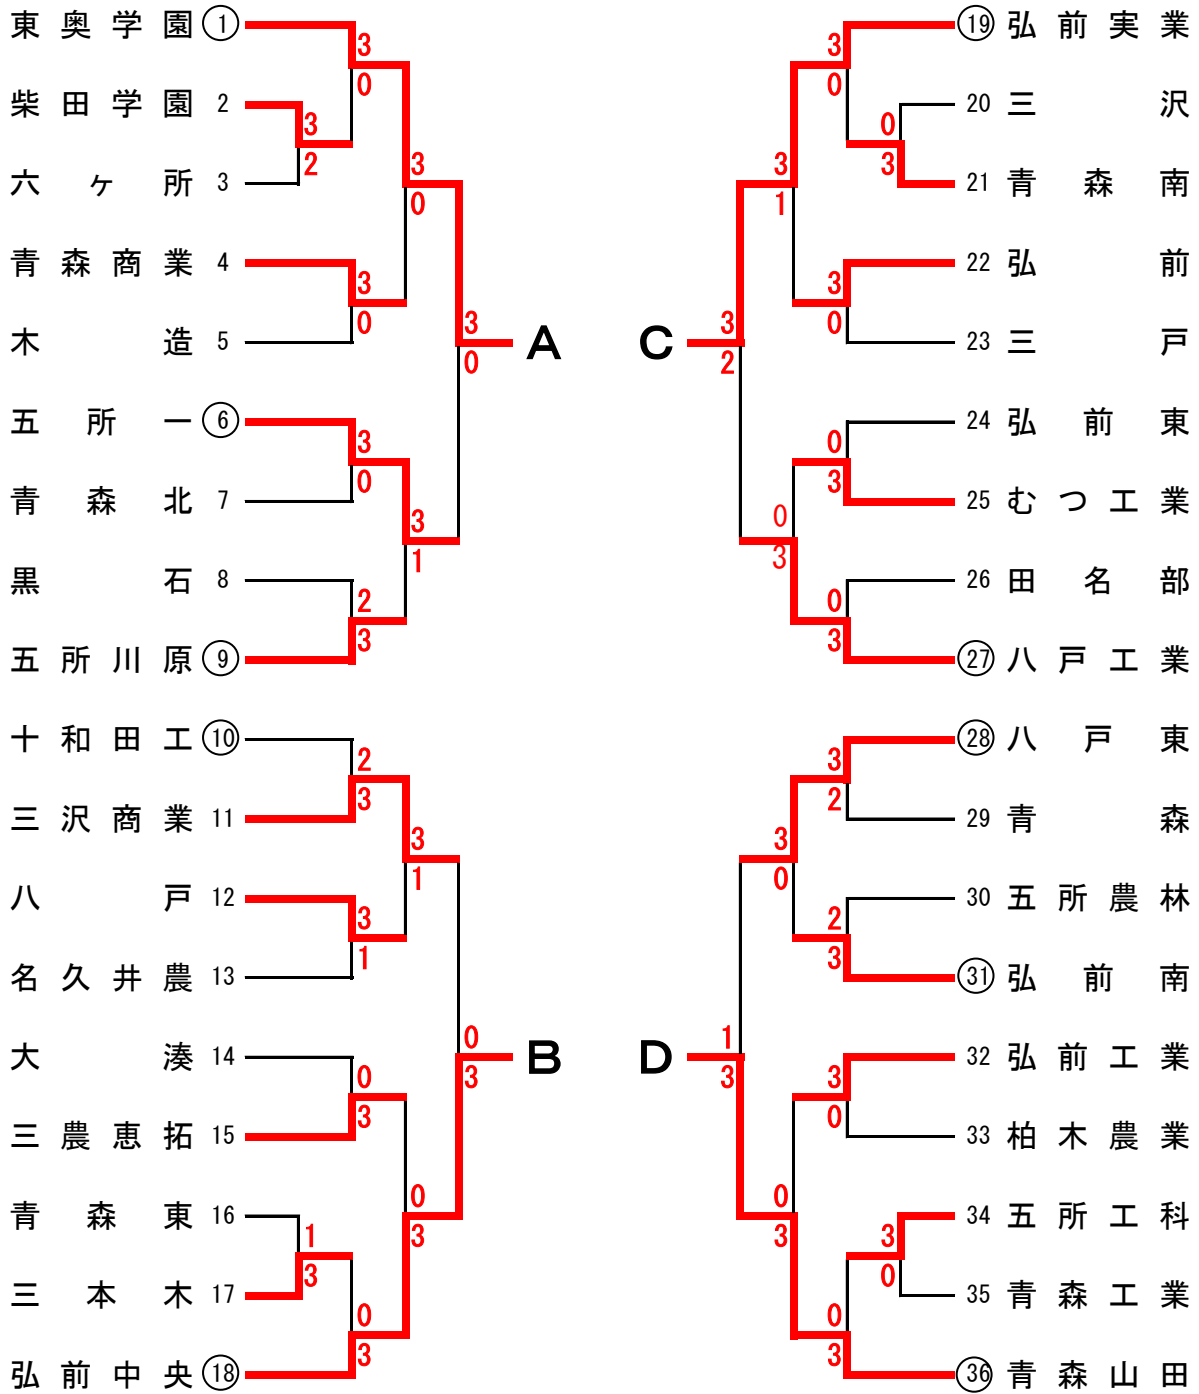 東奥学園 ①
3
0
柴田学園 2
3
2
六ヶ所 3
3
0
青森商業 4
3
0
木造 5
3
0
A
五所一 ⑥
3
0
青森北 7
3
1
黒石 8
2
3
五所川原 ⑨
十和田工 ⑩
2
3
三沢商業 11
3
1
八戸 12
3
1
名久井農 13
大湊 14
0
3
0
3
B
三農恵拓 15
青森東 16
1
3
0
3
三本木 17
0
3
弘前中央 ⑱
⑲ 弘前実業
3
0
20 三沢
0
3
21 青森南
3
1
22 弘前
3
0
23 三戸
C
3
2
24 弘前東
0
3
25 むつ工業
0
3
26 田名部
0
3
㉗ 八戸工業
㉘ 八戸東
3
2
29 青森
3
0
30 五所農林
2
3
㉛ 弘前南
D
1
3
32 弘前工業
3
0
33 柏木農業
0
3
34 五所工科
3
0
35 青森工業
0
3
㊱ 青森山田